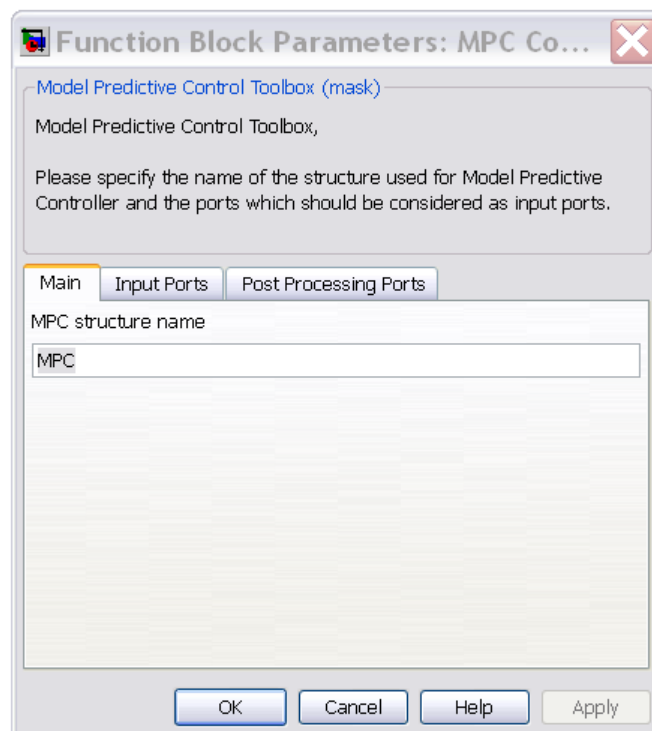 Function Block Parameters: MPC Co...
Model Predictive Control Toolbox (mask)
Model Predictive Control Toolbox,
Please specify the name of the structure used for Model Predictive
Controller and the ports which should be considered as input ports.
Main Input Ports Post Processing Ports
MPC structure name
MPC
OK Cancel Help Apply